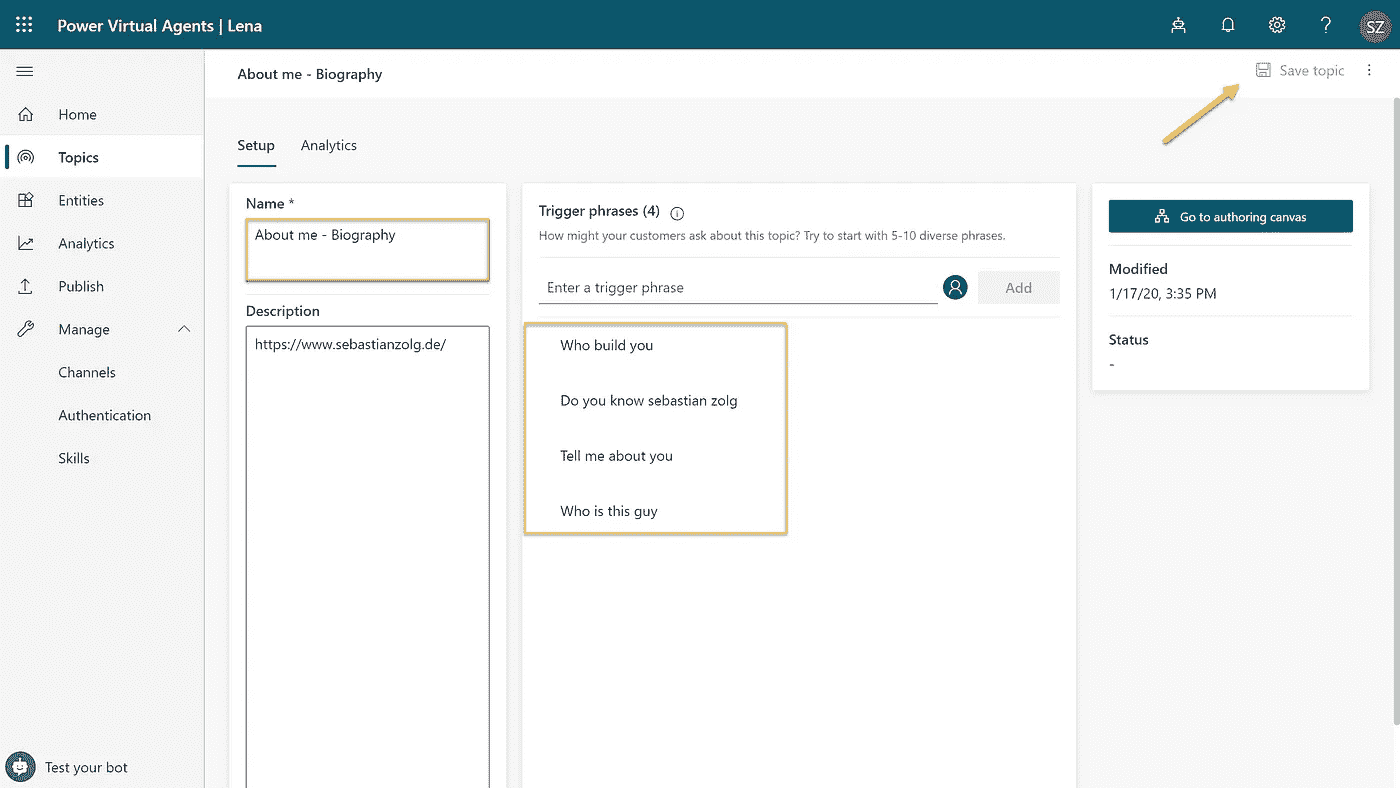 Power Virtual Agents | Lena
SZ
About me - Biography
Save topic
Home
Topics
Entities
Analytics
Publish
Manage
Channels
Authentication
Skills
Test your bot
Setup
Analytics
Name *
About me - Biography
Description
https://www.sebastianzolg.de/
Trigger phrases (4)
How might your customers ask about this topic? Try to start with 5-10 diverse phrases.
Enter a trigger phrase
Add
Who build you
Do you know sebastian zolg
Tell me about you
Who is this guy
Go to authoring canvas
Modified
1/17/20, 3:35 PM
Status
-